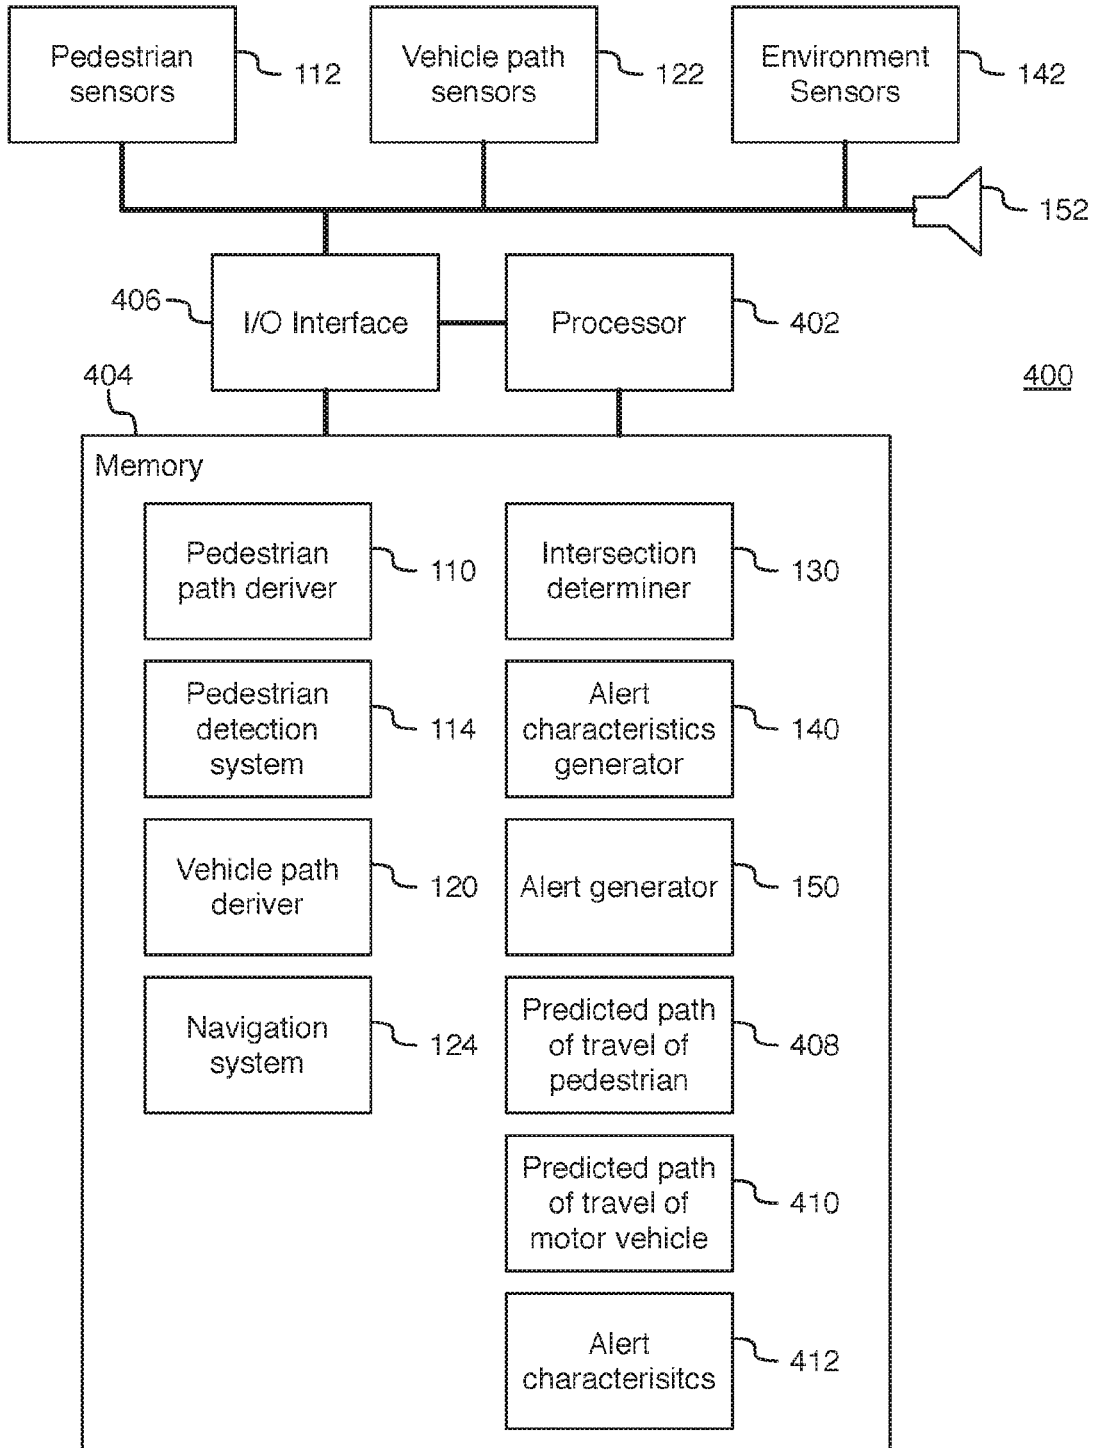 Pedestrian
sensors
112
Vehicle path
sensors
122
Environment
Sensors
142
152
406
I/O Interface
Processor
402
404
400
Memory
Pedestrian
path deriver
110
Intersection
determiner
130
Pedestrian
detection
system
114
Alert
characteristics
generator
140
Vehicle path
deriver
120
Alert generator
150
Navigation
system
124
Predicted path
of travel of
pedestrian
408
Predicted path
of travel of
motor vehicle
410
Alert
characterisitcs
412